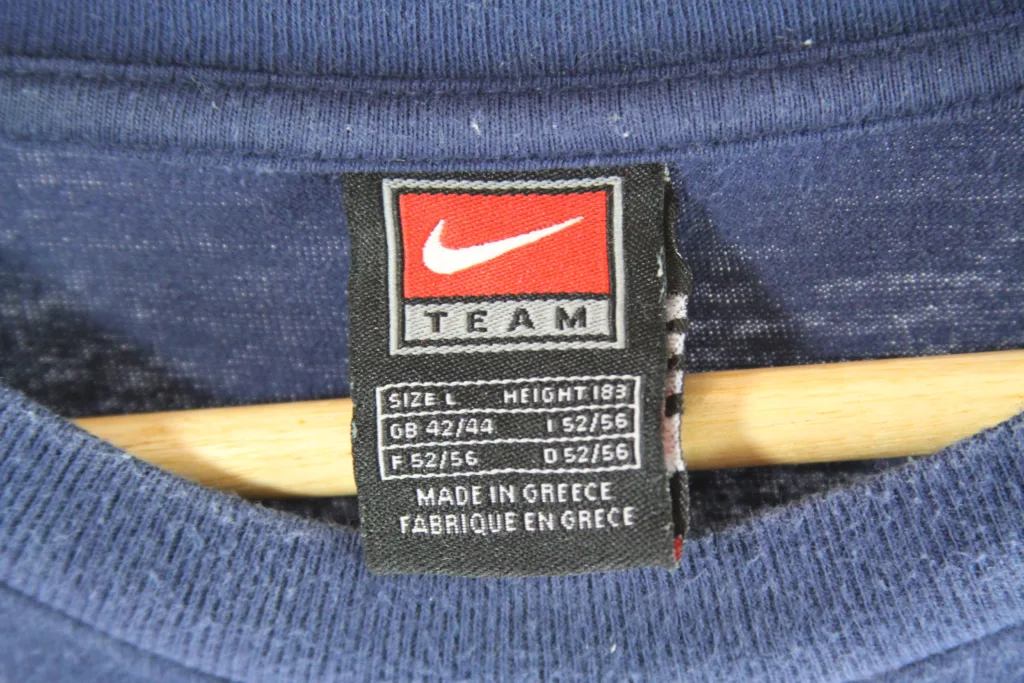 TEAM
SIZE L HEIGHT 183
GB 42/44 I 52/56
F 52/56 D 52/56
MADE IN GREECE
FABRIQUE EN GRECE